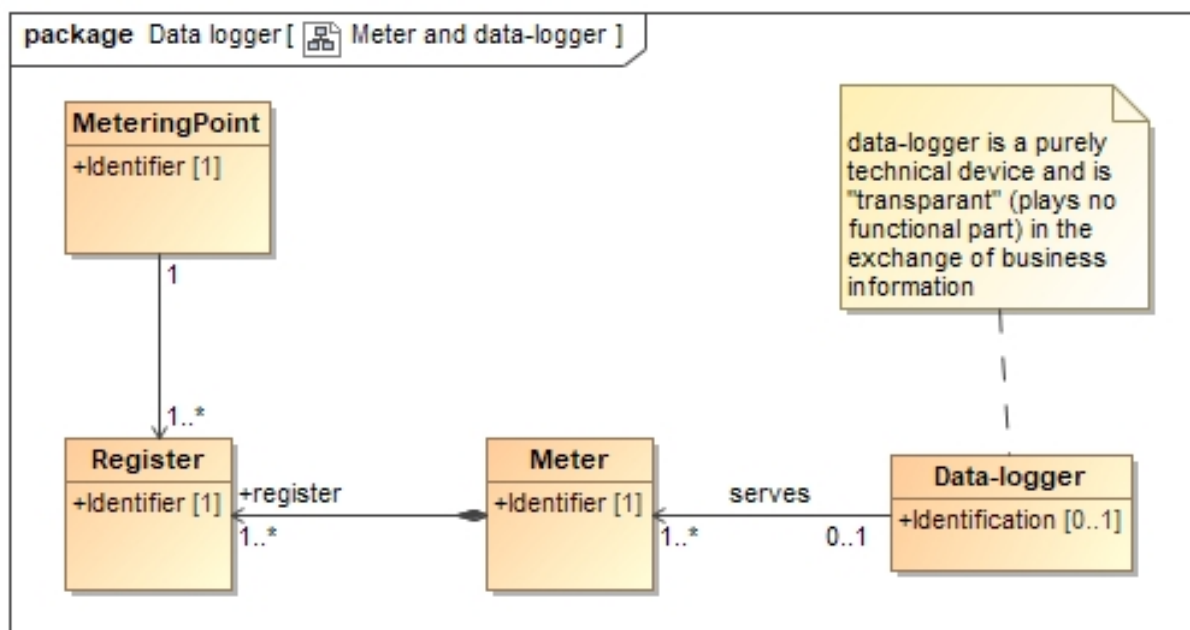 package Data logger [ Meter and data-logger ]
MeteringPoint
+Identifier [1]
data-logger is a purely
technical device and is
"transparant" (plays no
functional part) in the
exchange of business
information
1
1..*
Register
+Identifier [1]
+register
1..*
Meter
+Identifier [1]
serves
1..*
0..1
Data-logger
+Identification [0..1]